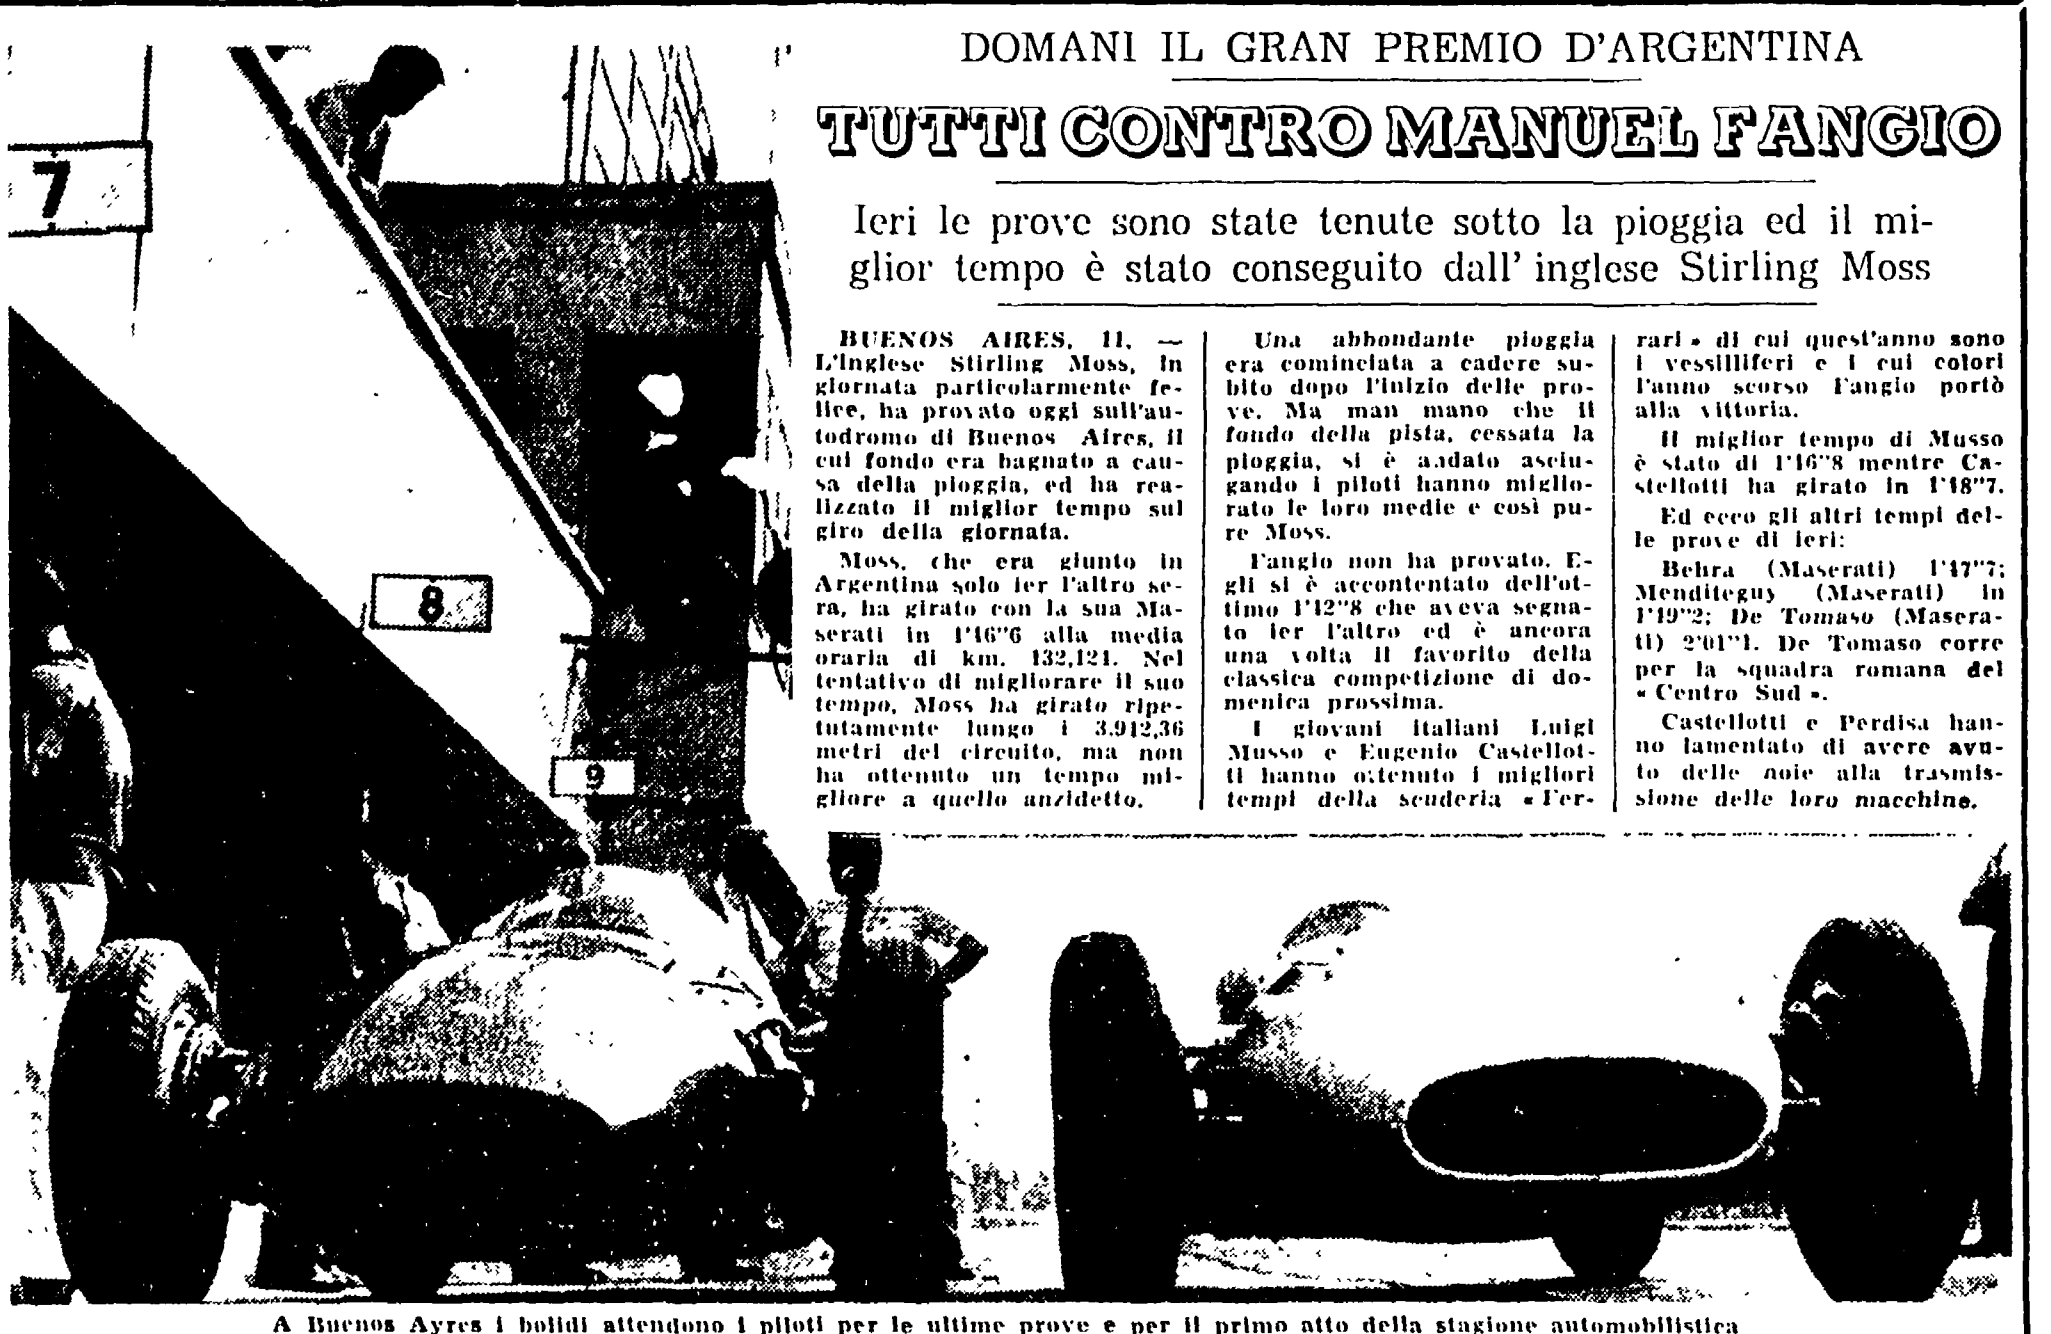 DOMANI IL GRAN PREMIO D'ARGENTINA
TUTTI CONTRO MANUEL FANGIO
Ieri le prove sono state tenute sotto la pioggia ed il mi-
glior tempo è stato conseguito dall'inglese Stirling Moss
BUENOS AIRES, 11. —
L'inglese Stirling Moss, in
giornata particolarmente fe-
lice, ha provato oggi sull'au-
todromo di Buenos Aires, il
cui fondo era bagnato a cau-
sa della pioggia, ed ha rea-
lizzato il miglior tempo sul
giro della giornata.
Moss, che era giunto in
Argentina solo ier l'altro se-
ra, ha girato con la sua Ma-
serati in 1'46"6 alla media
oraria di km. 132,121. Nel
tentativo di migliorare il suo
tempo, Moss ha girato ripe-
tutamente lungo i 3.912,36
metri del circuito, ma non
ha ottenuto un tempo mi-
gliore a quello anzidetto.
Una abbondante pioggia
era cominciata a cadere su-
bito dopo l'inizio delle pro-
ve. Ma man mano che il
fondo della pista, cessata la
pioggia, si è andato asciu-
gando i piloti hanno miglio-
rato le loro medie e così pu-
re Moss.
Fangio non ha provato. E-
gli si è accontentato dell'ot-
timo 1'42"8 che aveva segna-
to ier l'altro ed è ancora
una volta il favorito della
classica competizione di do-
menica prossima.
I giovani italiani Luigi
Musso e Eugenio Castellot-
ti hanno ottenuto i migliori
tempi della scuderia « Fer-
rari » di cui quest'anno sono
i vessilliferi e i cui colori
l'anno scorso Fangio portò
alla vittoria.
Il miglior tempo di Musso
è stato di 1'46"8 mentre Ca-
stellotti ha girato in 1'48"7.
Ed ecco gli altri tempi del-
le prove di ieri:
Behra (Maserati) 1'47"7;
Menditeguy (Maserati) in
1'49"2; De Tomaso (Masera-
ti) 2'01"1. De Tomaso corre
per la squadra romana del
« Centro Sud ».
Castellotti e Perdisa han-
no lamentato di avere avu-
to delle noie alla trasmis-
sione delle loro macchine.
7
8
9
A Buenos Ayres i bolidi attendono i piloti per le ultime prove e per il primo atto della stagione automobilistica